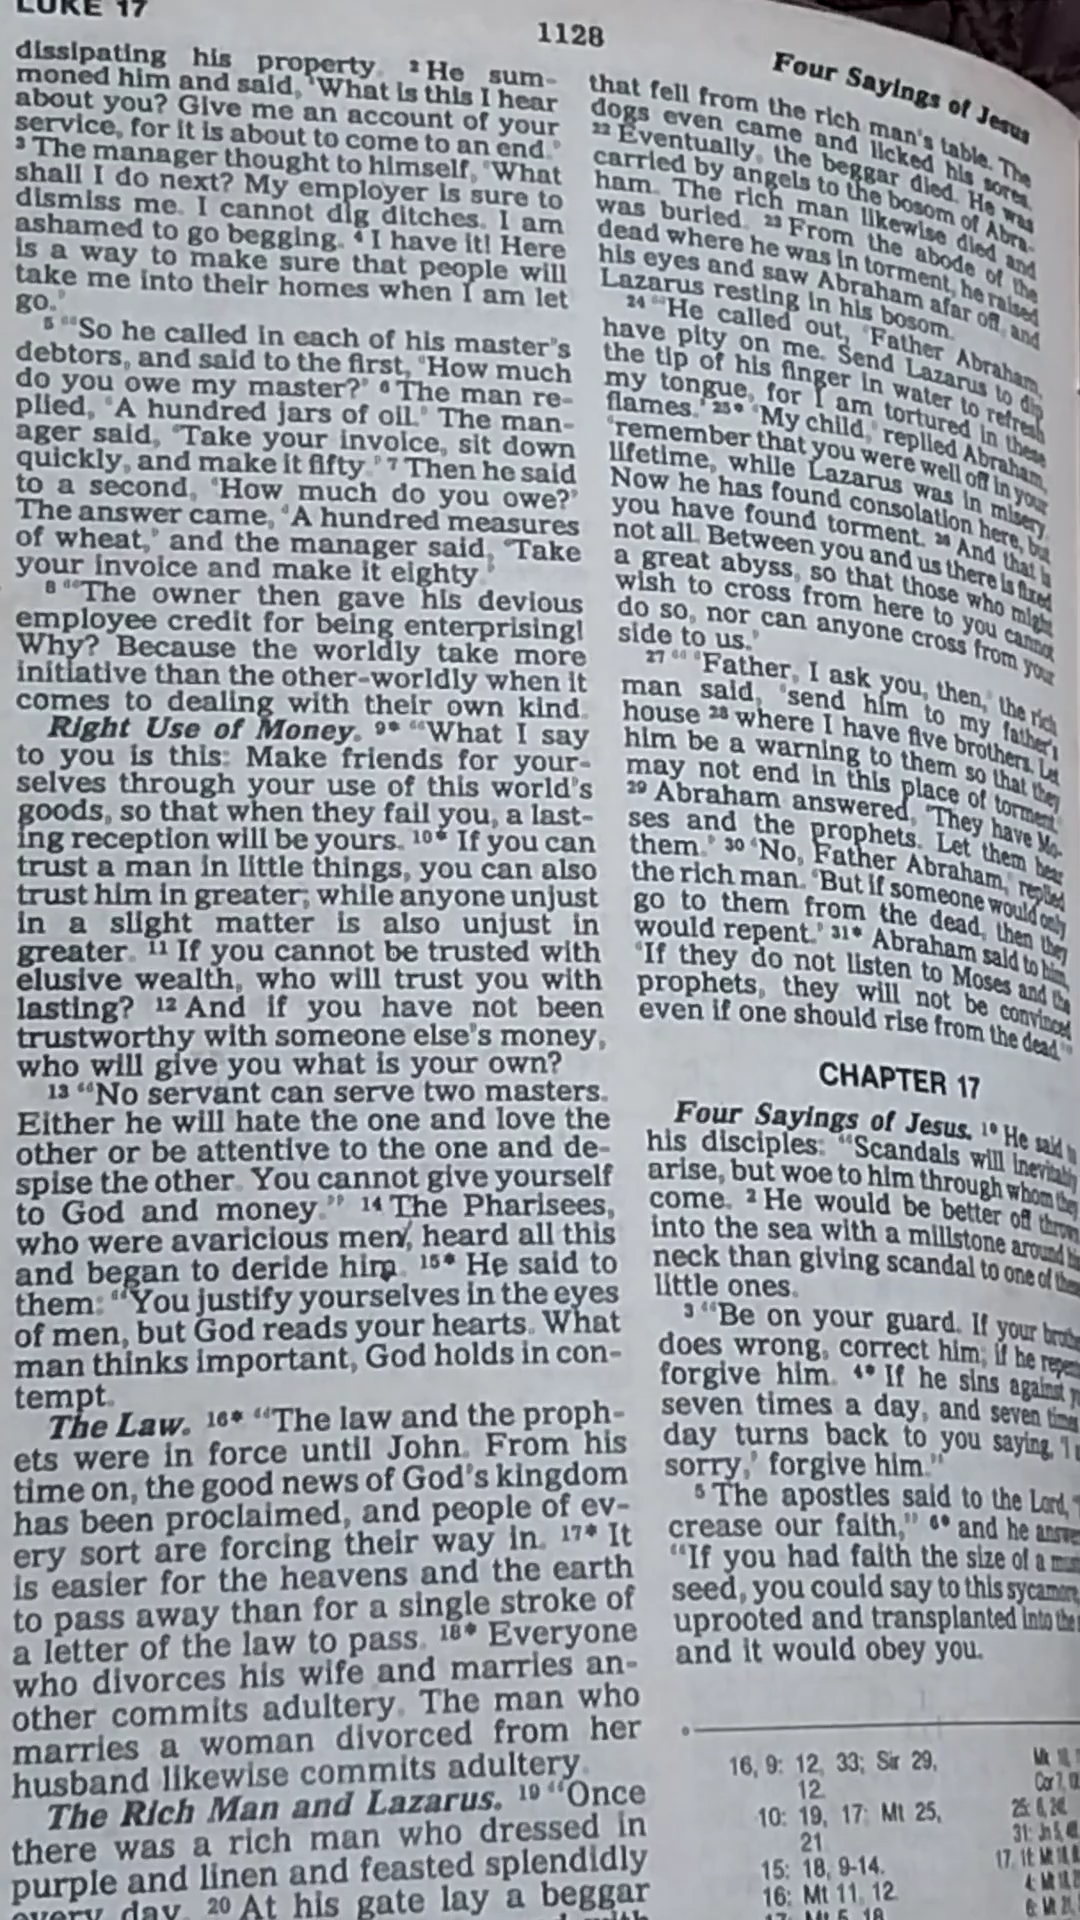 LUKE 17
1128
Four Sayings of Jesus
dissipating his property. 2 He sum-
moned him and said, 'What is this I hear
about you? Give me an account of your
service, for it is about to come to an end.'
3 The manager thought to himself, 'What
shall I do next? My employer is sure to
dismiss me. I cannot dig ditches. I am
ashamed to go begging. 4 I have it! Here
is a way to make sure that people will
take me into their homes when I am let
go.'
5 "So he called in each of his master's
debtors, and said to the first, 'How much
do you owe my master?' 6 The man re-
plied, 'A hundred jars of oil.' The man-
ager said, 'Take your invoice, sit down
quickly, and make it fifty.' 7 Then he said
to a second, 'How much do you owe?'
The answer came, 'A hundred measures
of wheat,' and the manager said, 'Take
your invoice and make it eighty.'
8 "The owner then gave his devious
employee credit for being enterprising!
Why? Because the worldly take more
initiative than the other-worldly when it
comes to dealing with their own kind.
Right Use of Money. 9* "What I say
to you is this: Make friends for your-
selves through your use of this world's
goods, so that when they fail you, a last-
ing reception will be yours. 10* If you can
trust a man in little things, you can also
trust him in greater; while anyone unjust
in a slight matter is also unjust in
greater. 11 If you cannot be trusted with
elusive wealth, who will trust you with
lasting? 12 And if you have not been
trustworthy with someone else's money,
who will give you what is your own?
13 "No servant can serve two masters.
Either he will hate the one and love the
other or be attentive to the one and de-
spise the other. You cannot give yourself
to God and money." 14 The Pharisees,
who were avaricious men, heard all this
and began to deride him. 15* He said to
them: "You justify yourselves in the eyes
of men, but God reads your hearts. What
man thinks important, God holds in con-
tempt.
The Law. 16* "The law and the proph-
ets were in force until John. From his
time on, the good news of God's kingdom
has been proclaimed, and people of ev-
ery sort are forcing their way in. 17* It
is easier for the heavens and the earth
to pass away than for a single stroke of
a letter of the law to pass. 18* Everyone
who divorces his wife and marries an-
other commits adultery. The man who
marries a woman divorced from her
husband likewise commits adultery.
The Rich Man and Lazarus. 19 "Once
there was a rich man who dressed in
purple and linen and feasted splendidly
every day. 20 At his gate lay a beggar
with
that fell from the rich man's table. The
dogs even came and licked his sores.
22 Eventually, the beggar died. He was
carried by angels to the bosom of Abra-
ham. The rich man likewise died and
was buried. 23 From the abode of the
dead where he was in torment, he raised
his eyes and saw Abraham afar off, and
Lazarus resting in his bosom.
24 "He called out, 'Father Abraham,
have pity on me. Send Lazarus to dip
the tip of his finger in water to refresh
my tongue, for I am tortured in these
flames.' 25* 'My child,' replied Abraham,
'remember that you were well off in your
lifetime, while Lazarus was in misery.
Now he has found consolation here, but
you have found torment. 26 And that is
not all. Between you and us there is fixed
a great abyss, so that those who might
wish to cross from here to you cannot
do so, nor can anyone cross from your
side to us.'
27 "'Father, I ask you, then,' the rich
man said, 'send him to my father's
house 28 where I have five brothers. Let
him be a warning to them so that they
may not end in this place of torment.'
29 Abraham answered, 'They have Mo-
ses and the prophets. Let them hear
them.' 30 'No, Father Abraham,' replied
the rich man. 'But if someone would only
go to them from the dead, then they
would repent.' 31* Abraham said to him,
'If they do not listen to Moses and the
prophets, they will not be convinced
even if one should rise from the dead.'"
CHAPTER 17
Four Sayings of Jesus. 1* He said to
his disciples: "Scandals will inevitably
arise, but woe to him through whom they
come. 2 He would be better off thrown
into the sea with a millstone around his
neck than giving scandal to one of these
little ones.
3 "Be on your guard. If your brother
does wrong, correct him; if he repents
forgive him. 4* If he sins against
seven times a day, and seven times
day turns back to you saying,
sorry,' forgive him."
5 The apostles said to the Lord,
crease our faith," 6* and he answered
"If you had faith the size of a
seed, you could say to this sycamore,
uprooted and transplanted into the
and it would obey you.
16, 9: 12, 33; Sir 29,
12.
10: 19, 17; Mt 25,
21
15: 18, 9-14.
16: Mt 11, 12.
17: Mt 5, 18
Mk 10,
Cor 7,
25: 6, 24.
31: Jn 5,
17, 1f: Mt 18,
4: Mt 18,
6: Mt